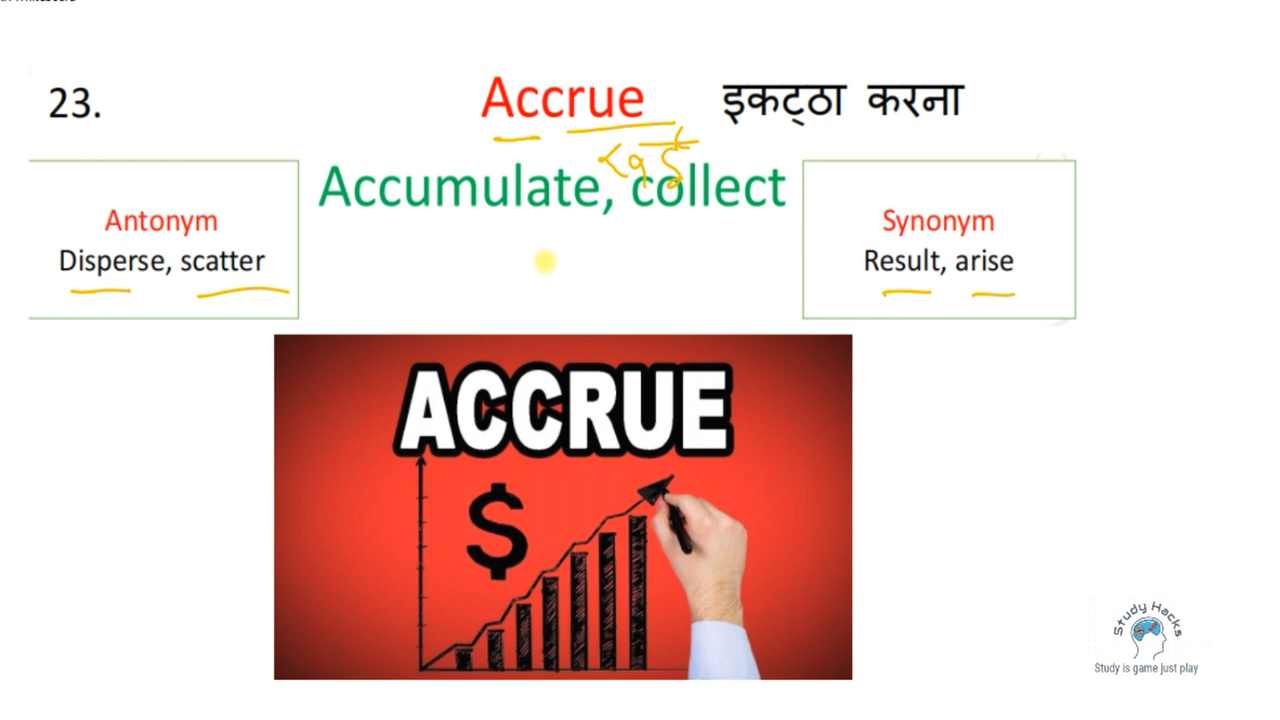 23.
Accrue इकट्ठा करना
Accumulate, collect
Antonym
Disperse, scatter
Synonym
Result, arise
ACCRUE
$
Study Hacks
Study is game just play